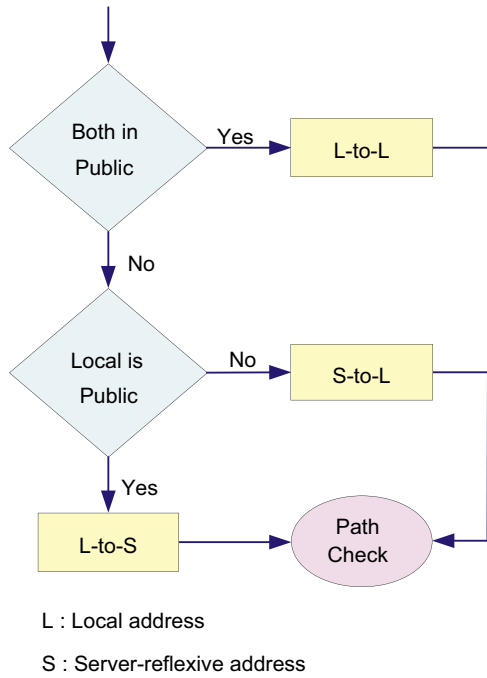 Both in
Public
Yes
L-to-L
No
Local is
Public
No
S-to-L
Yes
L-to-S
Path
Check
L : Local address
S : Server-reflexive address